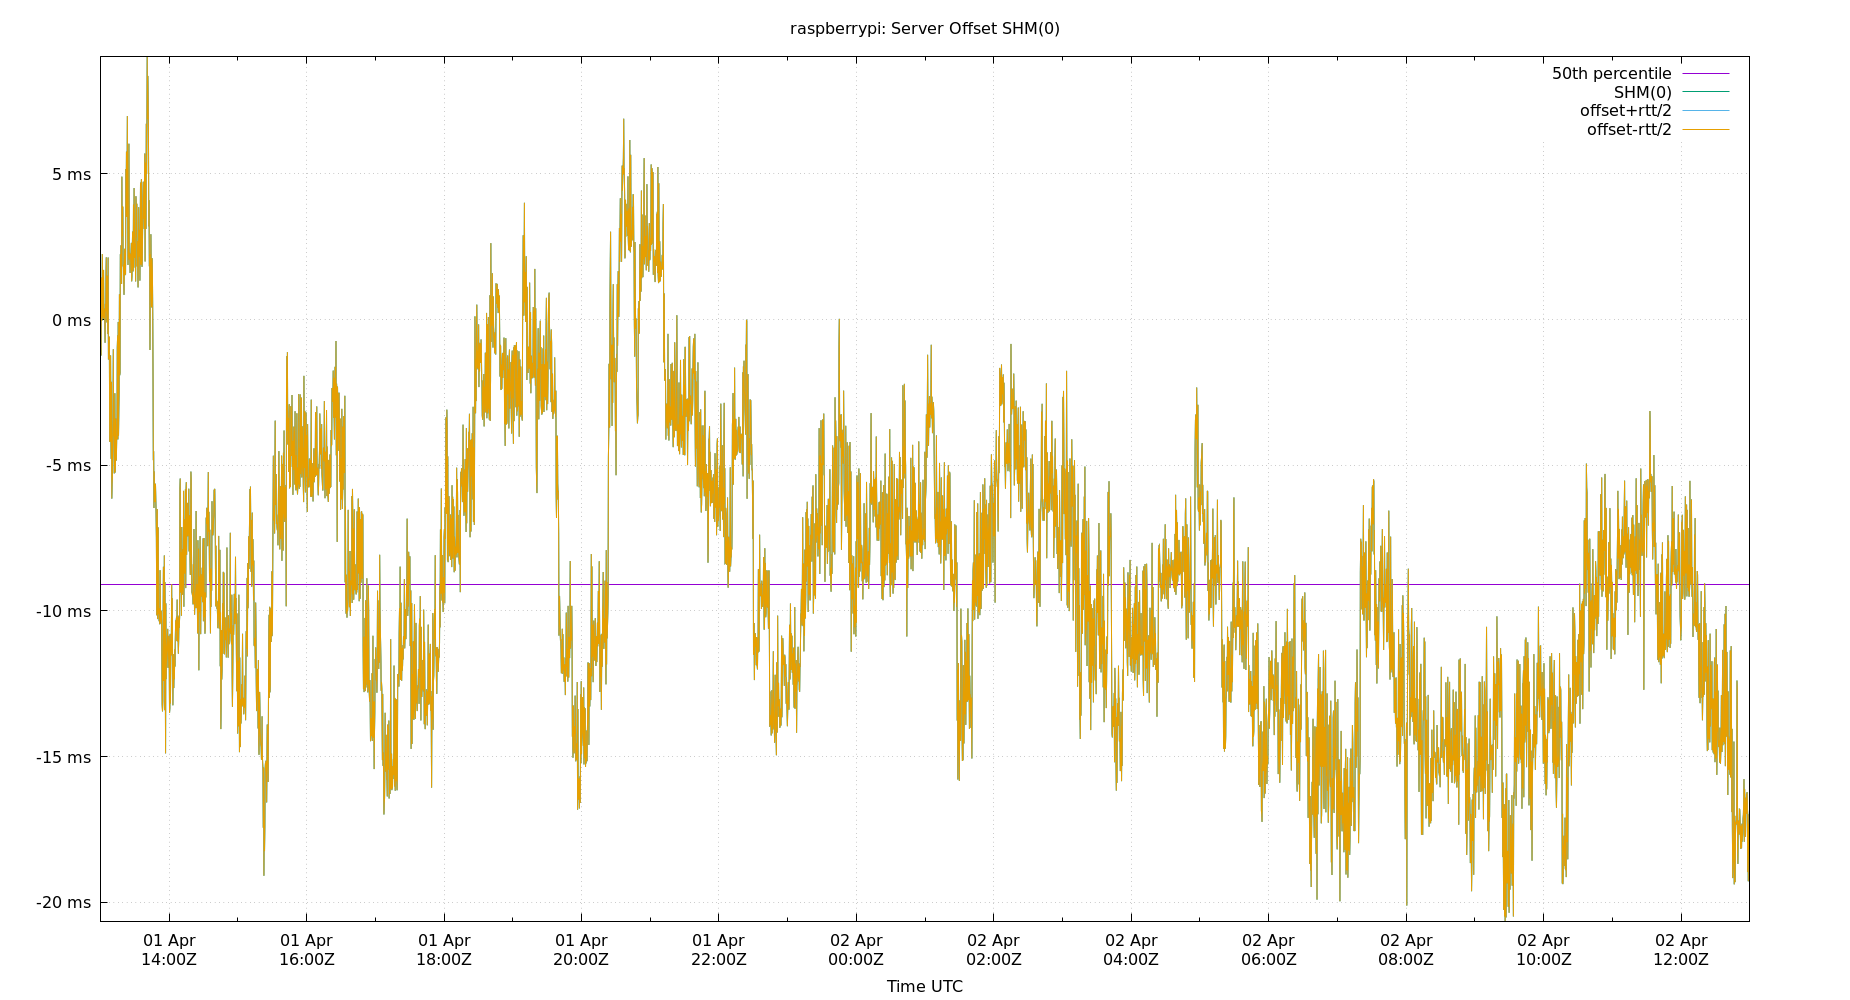 raspberrypi: Server Offset SHM(0)
50th percentile
SHM(0)
offset+rtt/2
offset-rtt/2
5 ms
0 ms
-5 ms
-10 ms
-15 ms
-20 ms
01 Apr 01 Apr 01 Apr 01 Apr 01 Apr 02 Apr 02 Apr 02 Apr 02 Apr 02 Apr 02 Apr 02 Apr
14:00Z 16:00Z 18:00Z 20:00Z 22:00Z 00:00Z 02:00Z 04:00Z 06:00Z 08:00Z 10:00Z 12:00Z
Time UTC